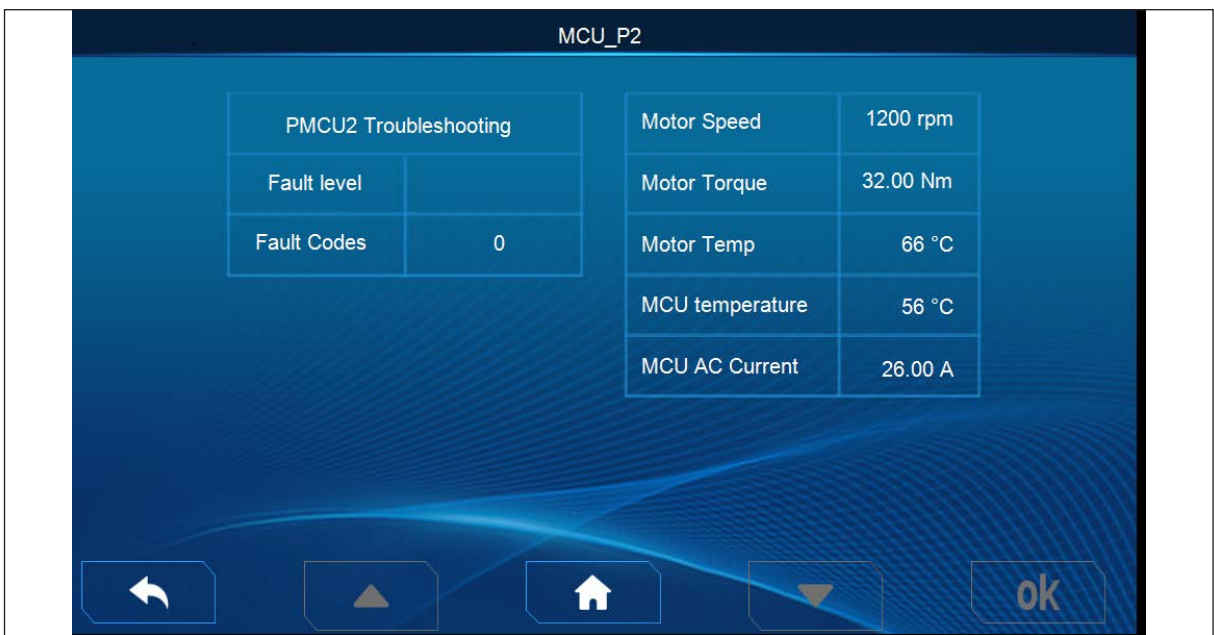 MCU_P2
PMCU2 Troubleshooting
Fault level
Fault Codes 0
Motor Speed 1200 rpm
Motor Torque 32.00 Nm
Motor Temp 66 °C
MCU temperature 56 °C
MCU AC Current 26.00 A
ok